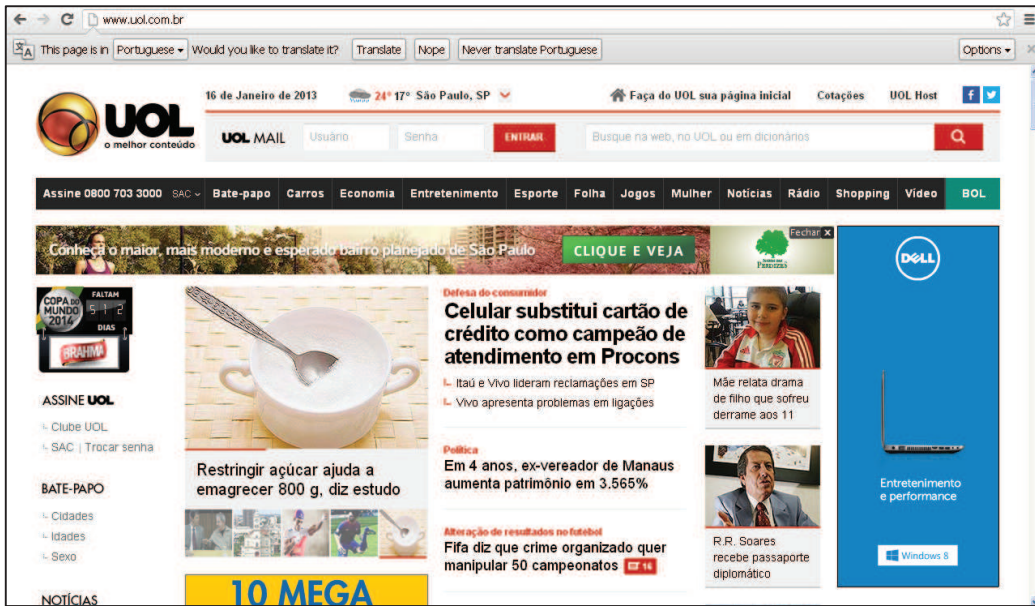 www.uol.com.br
This page is in Portuguese Would you like to translate it? Translate Nope Never translate Portuguese Options
16 de Janeiro de 2013 24° 17° São Paulo, SP Faça do UOL sua página inicial Cotações UOL Host
UOL
o melhor conteúdo
UOL MAIL Usuário Senha ENTRAR Busque na web, no UOL ou em dicionários
Assine 0800 703 3000 SAC Bate-papo Carros Economia Entretenimento Esporte Folha Jogos Mulher Notícias Rádio Shopping Vídeo BOL
Conheça o maior, mais moderno e esperado bairro planejado de São Paulo CLIQUE E VEJA
Fechar X
COPA DO
MUNDO
2014
FALTAM
512
DIAS
BRAHMA
ASSINE UOL
Clube UOL
SAC | Trocar senha
BATE-PAPO
Cidades
Idades
Sexo
NOTÍCIAS
Restringir açúcar ajuda a
emagrecer 800 g, diz estudo
10 MEGA
Defesa do consumidor
Celular substitui cartão de
crédito como campeão de
atendimento em Procons
Itaú e Vivo lideram reclamações em SP
Vivo apresenta problemas em ligações
Política
Em 4 anos, ex-vereador de Manaus
aumenta patrimônio em 3.565%
Alteração de resultados no futebol
Fifa diz que crime organizado quer
manipular 50 campeonatos 16
Mãe relata drama
de filho que sofreu
derrame aos 11
R.R. Soares
recebe passaporte
diplomático
DELL
Entretenimento
e performance
Windows 8